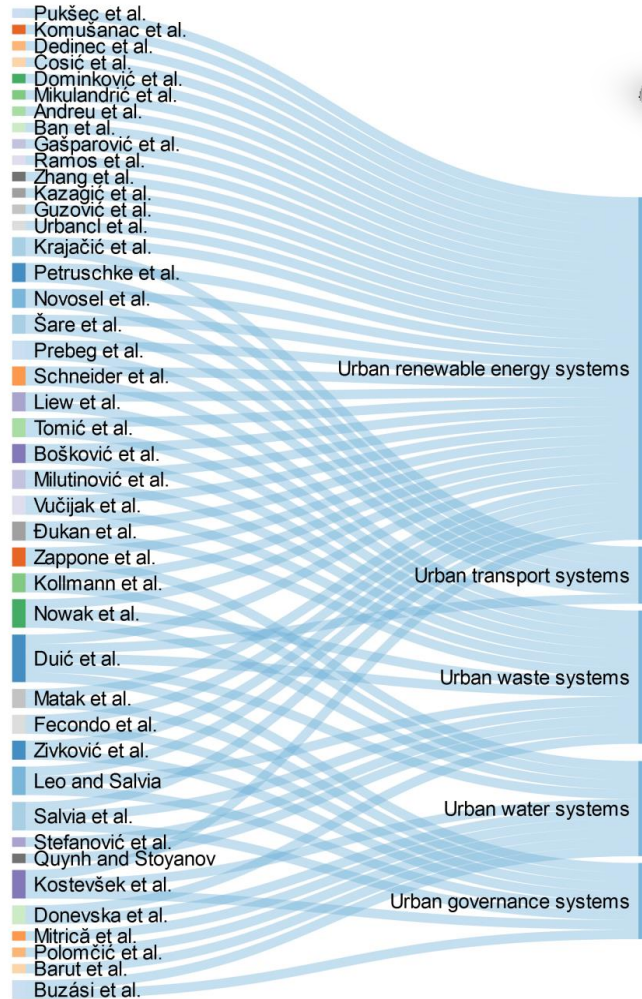 Pukšec et al.
Komušanac et al.
Dedinec et al.
Ćosić et al.
Dominković et al.
Mikulandrić et al.
Andreu et al.
Ban et al.
Gašparović et al.
Ramos et al.
Zhang et al.
Kazagić et al.
Guzović et al.
Urbancl et al.
Krajačić et al.
Petruschke et al.
Novosel et al.
Šare et al.
Prebeg et al.
Schneider et al.
Liew et al.
Tomić et al.
Bošković et al.
Milutinović et al.
Vučijak et al.
Đukan et al.
Zappone et al.
Kollmann et al.
Nowak et al.
Duić et al.
Matak et al.
Fecondo et al.
Zivković et al.
Leo and Salvia
Salvia et al.
Stefanović et al.
Quynh and Stoyanov
Kostevšek et al.
Donevska et al.
Mitrică et al.
Polomčić et al.
Barut et al.
Buzási et al.
Urban renewable energy systems
Urban transport systems
Urban waste systems
Urban water systems
Urban governance systems